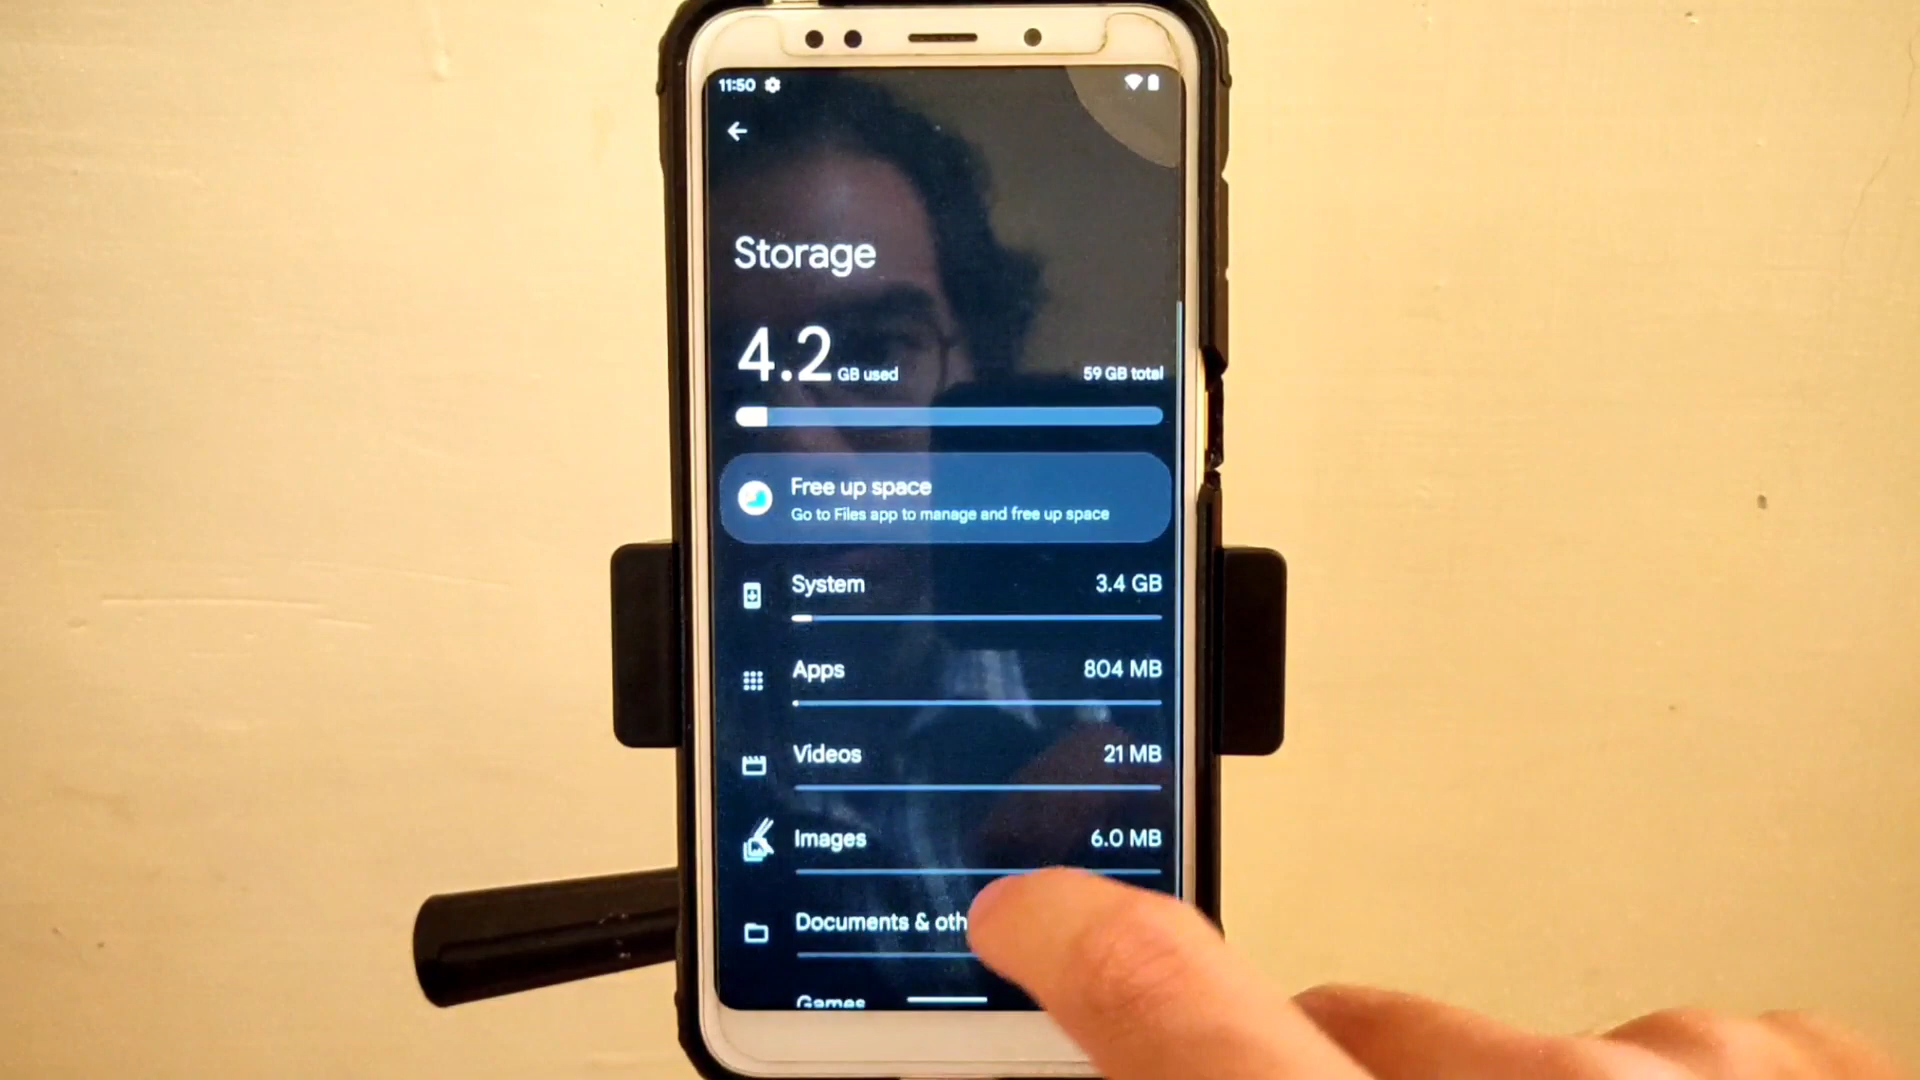 11:50
Storage
4.2 GB used
59 GB total
Free up space
Go to Files app to manage and free up space
System 3.4 GB
Apps 804 MB
Videos 21 MB
Images 6.0 MB
Documents & oth
Games